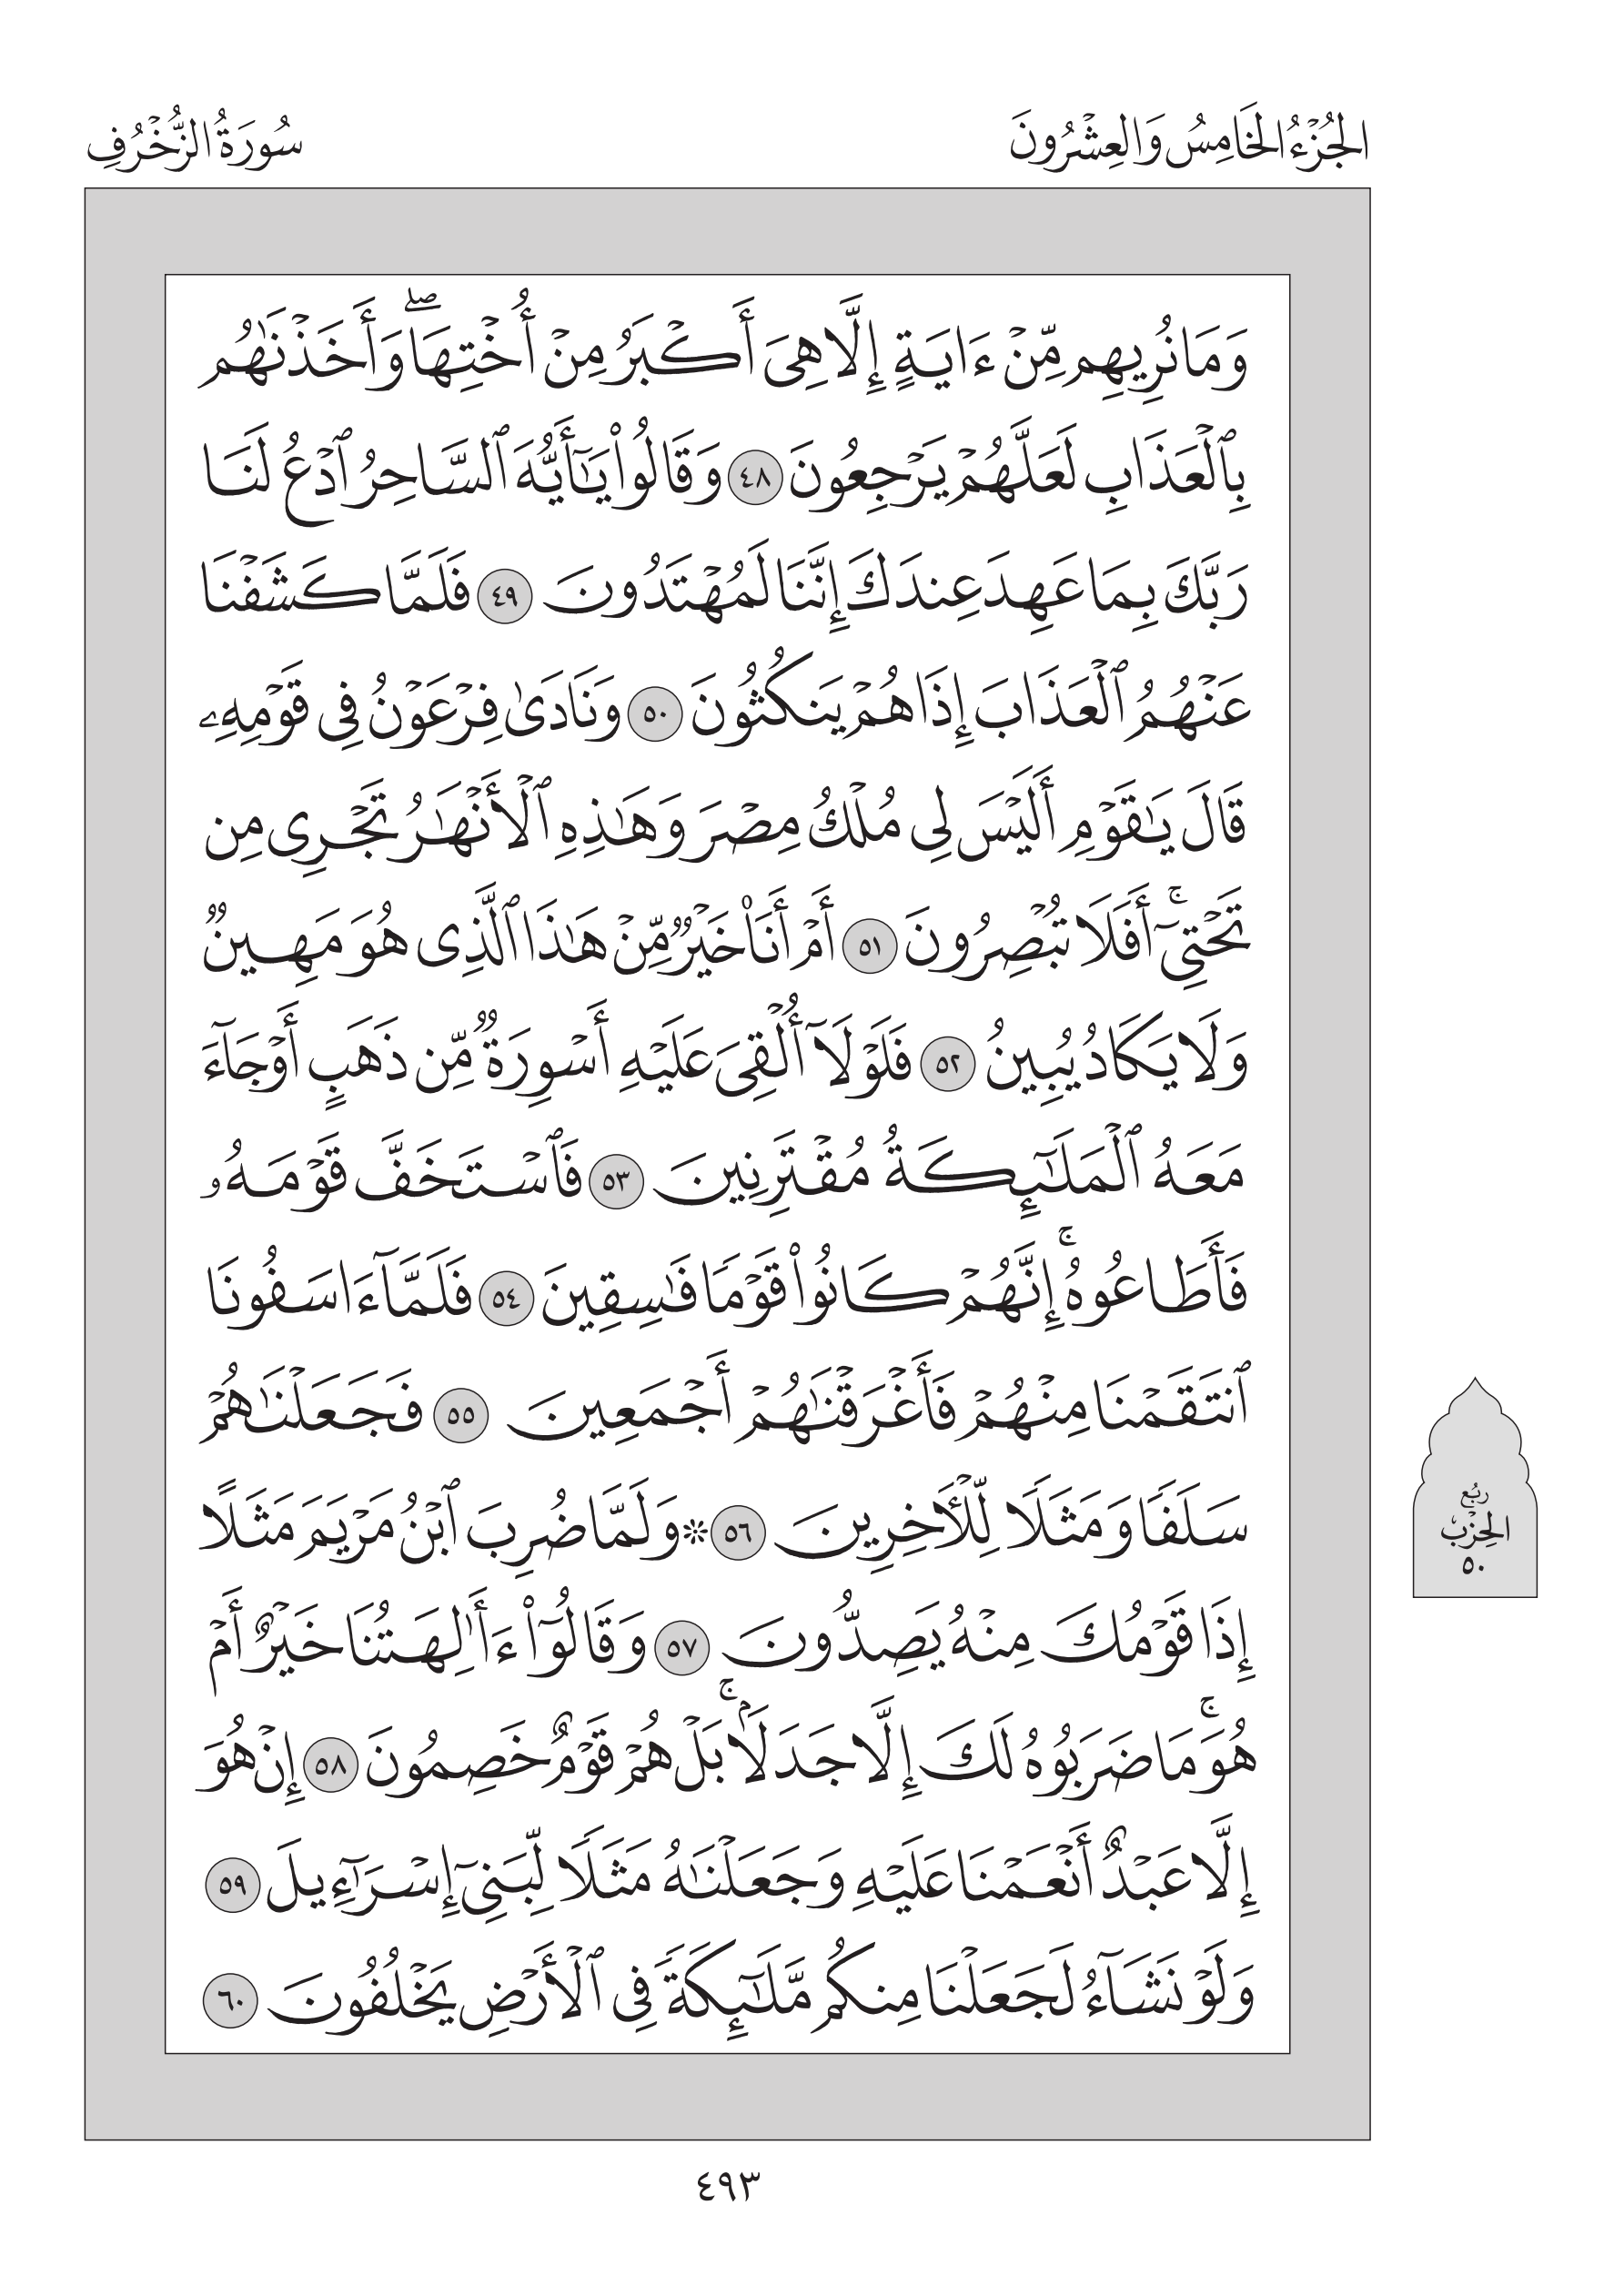 الجُزْءُ الخَامِسُ وَالعِشْرُونَ
سُورَةُ الزُّخْرُفِ
وَمَا نُرِيهِم مِّنْ ءَايَةٍ إِلَّا هِىَ أَكْبَرُ مِنْ أُخْتِهَاۖ وَأَخَذْنَٰهُم
بِٱلْعَذَابِ لَعَلَّهُمْ يَرْجِعُونَ ٤٨ وَقَالُوا۟ يَٰٓأَيُّهَ ٱلسَّاحِرُ ٱدْعُ لَنَا
رَبَّكَ بِمَا عَهِدَ عِندَكَ إِنَّنَا لَمُهْتَدُونَ ٤٩ فَلَمَّا كَشَفْنَا
عَنْهُمُ ٱلْعَذَابَ إِذَا هُمْ يَنكُثُونَ ٥٠ وَنَادَىٰ فِرْعَوْنُ فِى قَوْمِهِۦ
قَالَ يَٰقَوْمِ أَلَيْسَ لِى مُلْكُ مِصْرَ وَهَٰذِهِ ٱلْأَنْهَٰرُ تَجْرِى مِن
تَحْتِىٓۚ أَفَلَا تُبْصِرُونَ ٥١ أَمْ أَنَا۠ خَيْرٌ مِّنْ هَٰذَا ٱلَّذِى هُوَ مَهِينٌ
وَلَا يَكَادُ يُبِينُ ٥٢ فَلَوْلَآ أُلْقِىَ عَلَيْهِ أَسْوِرَةٌ مِّن ذَهَبٍ أَوْ جَآءَ
مَعَهُ ٱلْمَلَٰٓئِكَةُ مُقْتَرِنِينَ ٥٣ فَٱسْتَخَفَّ قَوْمَهُۥ
فَأَطَاعُوهُۚ إِنَّهُمْ كَانُوا۟ قَوْمًا فَٰسِقِينَ ٥٤ فَلَمَّآ ءَاسَفُونَا
ٱنتَقَمْنَا مِنْهُمْ فَأَغْرَقْنَٰهُمْ أَجْمَعِينَ ٥٥ فَجَعَلْنَٰهُمْ
سَلَفًا وَمَثَلًا لِّلْءَاخِرِينَ ٥٦ ۞ وَلَمَّا ضُرِبَ ٱبْنُ مَرْيَمَ مَثَلًا
إِذَا قَوْمُكَ مِنْهُ يَصِدُّونَ ٥٧ وَقَالُوٓا۟ ءَأَٰلِهَتُنَا خَيْرٌ أَمْ
هُوَۚ مَا ضَرَبُوهُ لَكَ إِلَّا جَدَلَۢاۚ بَلْ هُمْ قَوْمٌ خَصِمُونَ ٥٨ إِنْ هُوَ
إِلَّا عَبْدٌ أَنْعَمْنَا عَلَيْهِ وَجَعَلْنَٰهُ مَثَلًا لِّبَنِىٓ إِسْرَٰٓءِيلَ ٥٩
وَلَوْ نَشَآءُ لَجَعَلْنَا مِنكُم مَّلَٰٓئِكَةً فِى ٱلْأَرْضِ يَخْلُفُونَ ٦٠
رُبع
الحِزْبُ
٥٠
٤٩٣